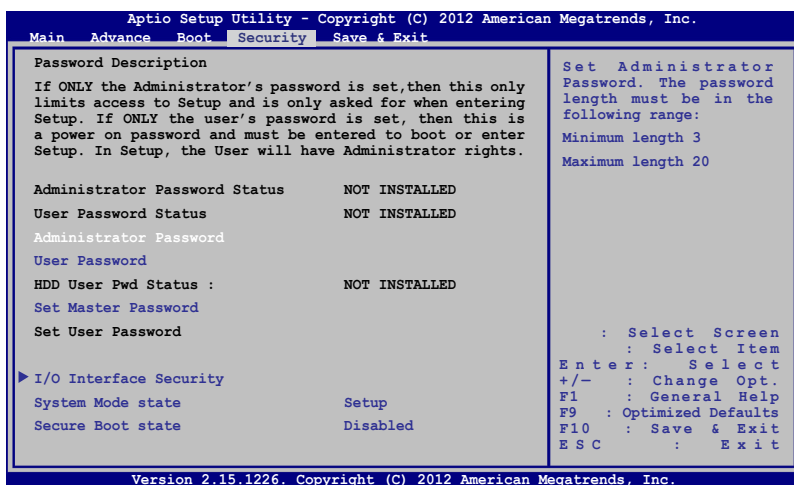 Aptio Setup Utility - Copyright (C) 2012 American Megatrends, Inc.
Main Advance Boot Security Save & Exit
Password Description
If ONLY the Administrator's password is set,then this only
limits access to Setup and is only asked for when entering
Setup. If ONLY the user's password is set, then this is
a power on password and must be entered to boot or enter
Setup. In Setup, the User will have Administrator rights.
Administrator Password Status NOT INSTALLED
User Password Status NOT INSTALLED
Administrator Password
User Password
HDD User Pwd Status : NOT INSTALLED
Set Master Password
Set User Password
I/O Interface Security
System Mode state Setup
Secure Boot state Disabled
Set Administrator
Password. The password
length must be in the
following range:
Minimum length 3
Maximum length 20
: Select Screen
: Select Item
Enter: Select
+/— : Change Opt.
F1 : General Help
F9 : Optimized Defaults
F10 : Save & Exit
ESC : Exit
Version 2.15.1226. Copyright (C) 2012 American Megatrends, Inc.